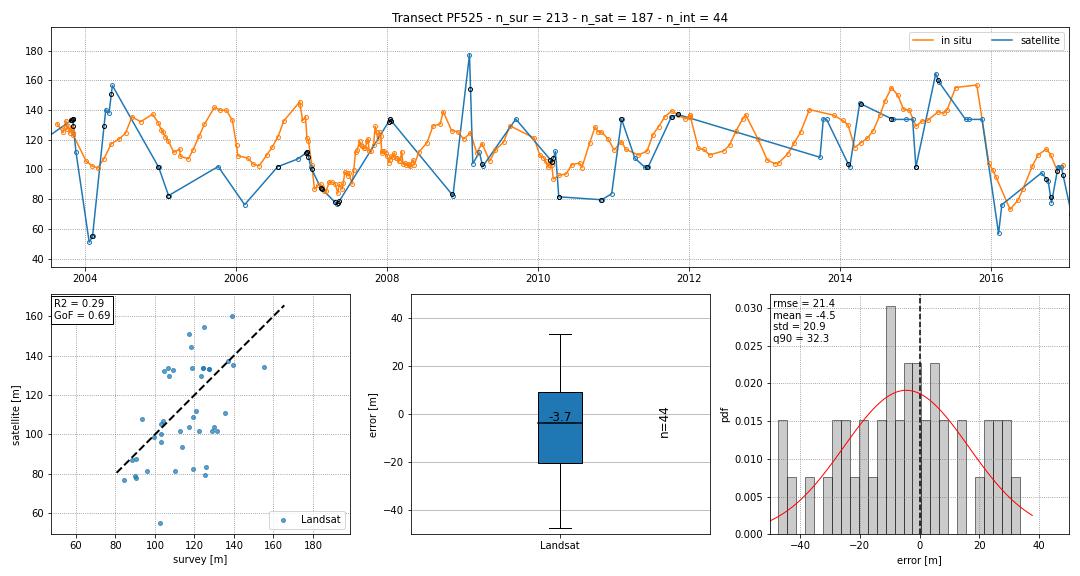 Transect PF525 - n_sur = 213 - n_sat = 187 - n_int = 44
in situ satellite
180
160
140
120
100
80
60
40
2004 2006 2008 2010 2012 2014 2016
R2 = 0.29
GoF = 0.69
satellite [m]
160
140
120
100
80
60
60 80 100 120 140 160 180
survey [m]
Landsat
error [m]
40
20
0
−20
−40
-3.7
n=44
Landsat
rmse = 21.4
mean = -4.5
std = 20.9
q90 = 32.3
pdf
0.030
0.025
0.020
0.015
0.010
0.005
0.000
−40 −20 0 20 40
error [m]